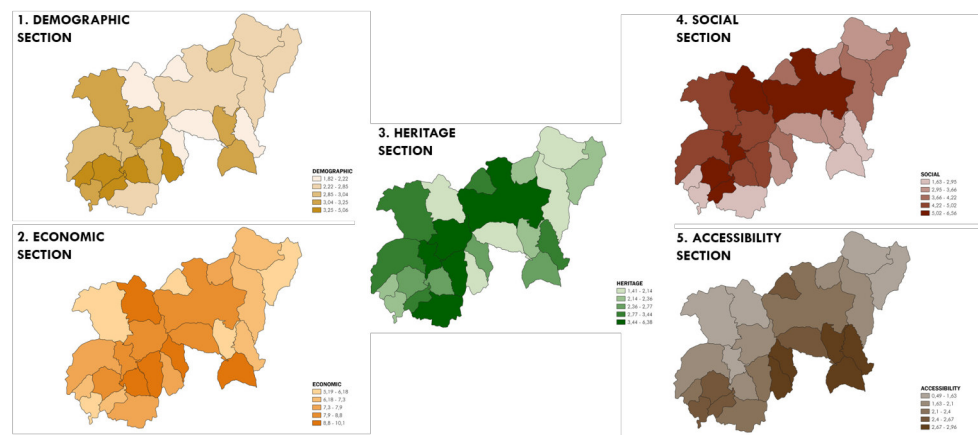 1. DEMOGRAPHIC
SECTION
DEMOGRAPHIC
1,82 - 2,22
2,22 - 2,85
2,85 - 3,04
3,04 - 3,23
3,23 - 5,06
2. ECONOMIC
SECTION
ECONOMIC
3,19 - 6,18
6,18 - 7,3
7,3 - 7,9
7,9 - 8,8
8,8 - 10,1
3. HERITAGE
SECTION
HERITAGE
1,41 - 2,14
2,14 - 2,36
2,36 - 2,77
2,77 - 3,44
3,44 - 6,38
4. SOCIAL
SECTION
SOCIAL
1,63 - 2,95
2,95 - 3,66
3,66 - 4,22
4,22 - 5,02
5,02 - 6,56
5. ACCESSIBILITY
SECTION
ACCESSIBILITY
0,49 - 1,63
1,63 - 2,1
2,1 - 2,4
2,4 - 2,67
2,67 - 2,96